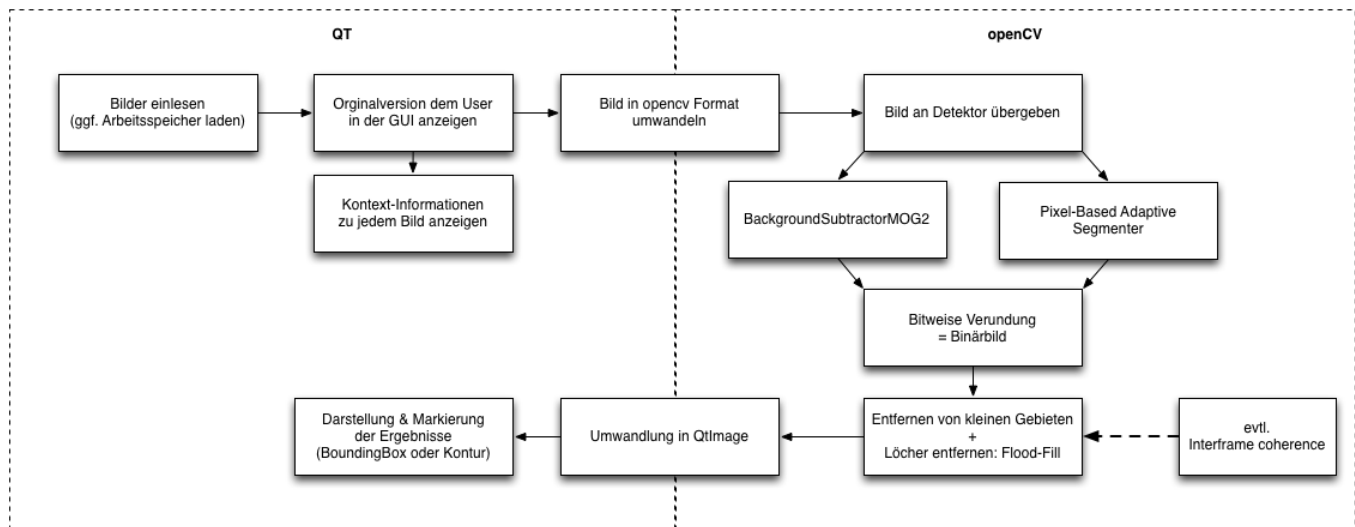 QT
openCV
Bilder einlesen
(ggf. Arbeitsspeicher laden)
Orginalversion dem User
in der GUI anzeigen
Bild in opencv Format
umwandeln
Bild an Detektor übergeben
Kontext-Informationen
zu jedem Bild anzeigen
BackgroundSubtractorMOG2
Pixel-Based Adaptive
Segmenter
Bitweise Verundung
= Binärbild
Darstellung & Markierung
der Ergebnisse
(BoundingBox oder Kontur)
Umwandlung in QtImage
Entfernen von kleinen Gebieten
+
Löcher entfernen: Flood-Fill
evtl.
Interframe coherence